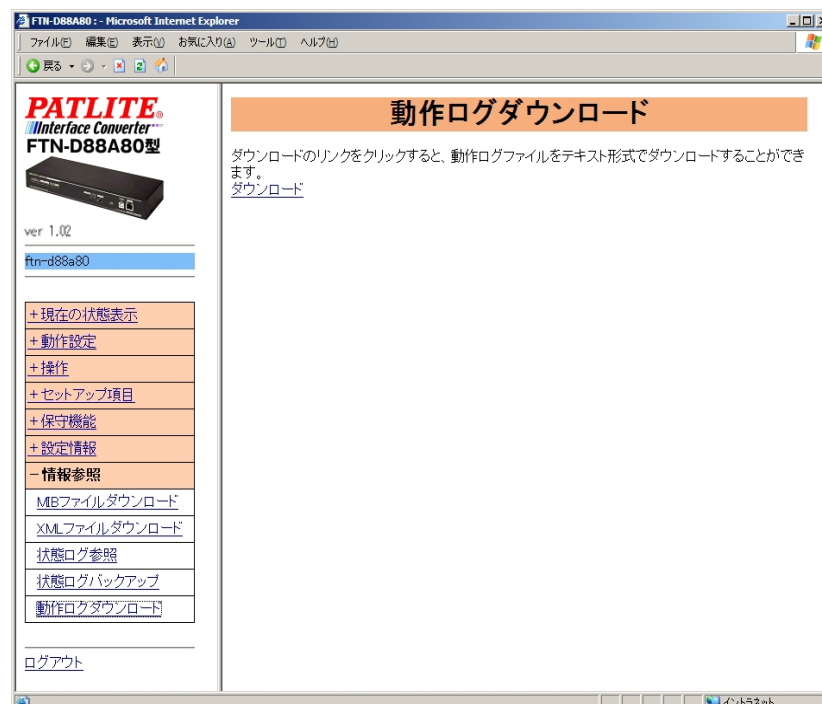 FTN-D88A80 : - Microsoft Internet Explorer
ファイル(F) 編集(E) 表示(V) お気に入り(A) ツール(T) ヘルプ(H)
戻る
PATLITE®
Interface Converter
FTN-D88A80型
ver 1.02
ftn-d88a80
+現在の状態表示
+動作設定
+操作
+セットアップ項目
+保守機能
+設定情報
−情報参照
MIBファイルダウンロード
XMLファイルダウンロード
状態ログ参照
状態ログバックアップ
動作ログダウンロード
ログアウト
動作ログダウンロード
ダウンロードのリンクをクリックすると、動作ログファイルをテキスト形式でダウンロードすることができ
ます。
ダウンロード
イントラネット